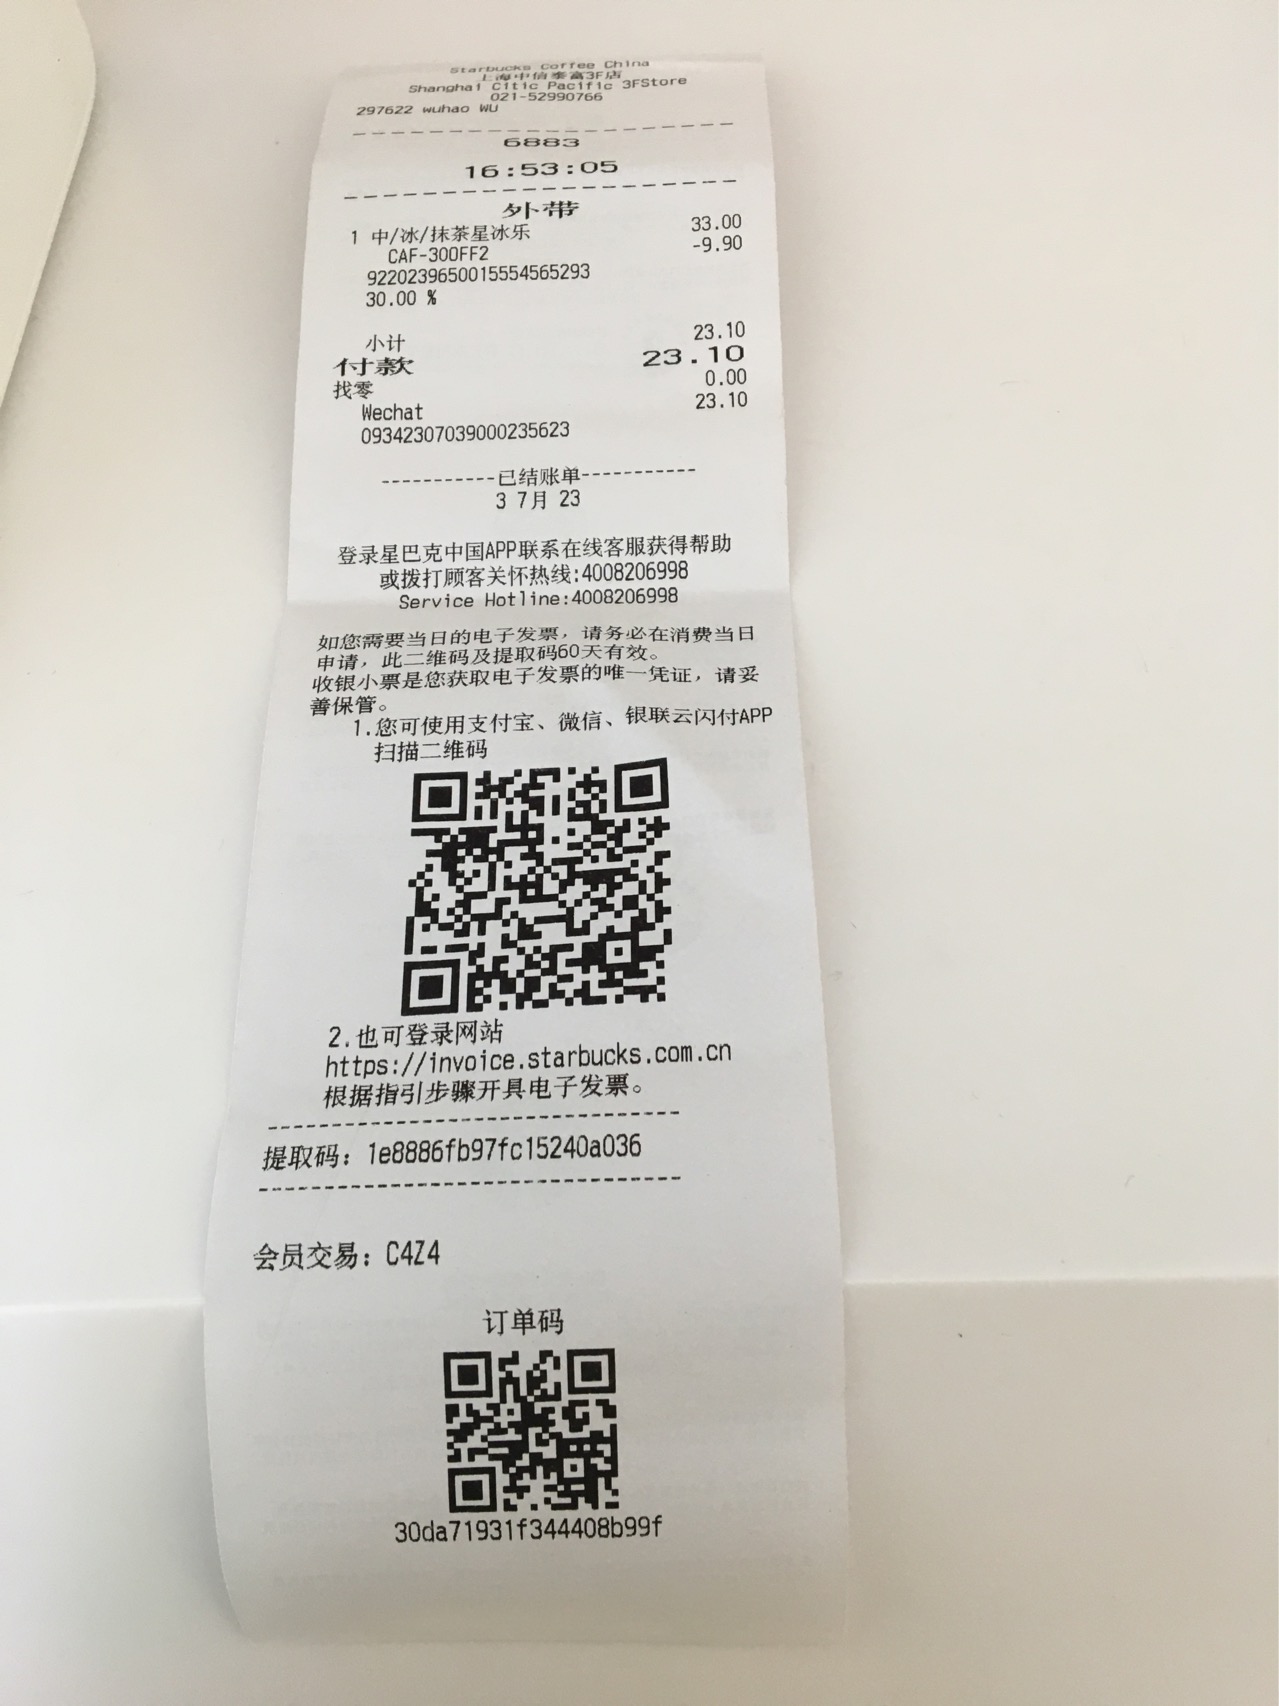 Starbucks Coffee China
上海中信泰富3F店
Shanghai Citic Pacific 3FStore
021-52990766
297622 wuhao WU
6883
16:53:05
外带
1 中/冰/抹茶星冰乐 33.00
CAF-300FF2 -9.90
9220239650015554565293
30.00 %
小计 23.10
付款 23.10
找零 0.00
Wechat 23.10
09342307039000235623
-----------已结账单-----------
3 7月 23
登录星巴克中国APP联系在线客服获得帮助
或拨打顾客关怀热线:4008206998
Service Hotline:4008206998
如您需要当日的电子发票，请务必在消费当日
申请，此二维码及提取码60天有效。
收银小票是您获取电子发票的唯一凭证，请妥
善保管。
1.您可使用支付宝、微信、银联云闪付APP
扫描二维码
2.也可登录网站
https://invoice.starbucks.com.cn
根据指引步骤开具电子发票。
提取码：1e8886fb97fc15240a036
会员交易：C4Z4
订单码
30da71931f344408b99f